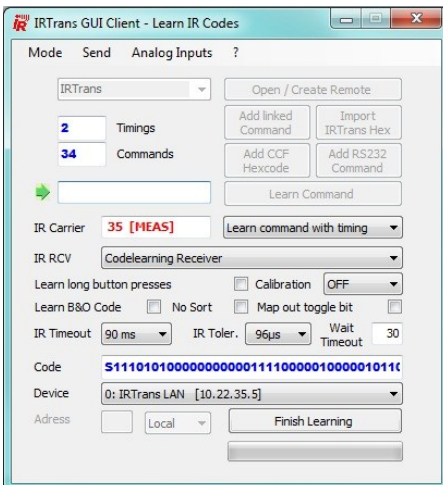 IRTrans GUI Client - Learn IR Codes
Mode Send Analog Inputs ?
IRTrans Open / Create Remote
2 Timings Add linked Command Import IRTrans Hex
34 Commands Add CCF Hexcode Add RS232 Command
Learn Command
IR Carrier 35 [MEAS] Learn command with timing
IR RCV Codelearning Receiver
Learn long button presses Calibration OFF
Learn B&O Code No Sort Map out toggle bit
IR Timeout 90 ms IR Toler. 96µs Wait Timeout 30
Code
Device 0: IRTrans LAN [10.22.35.5]
Adress Local Finish Learning